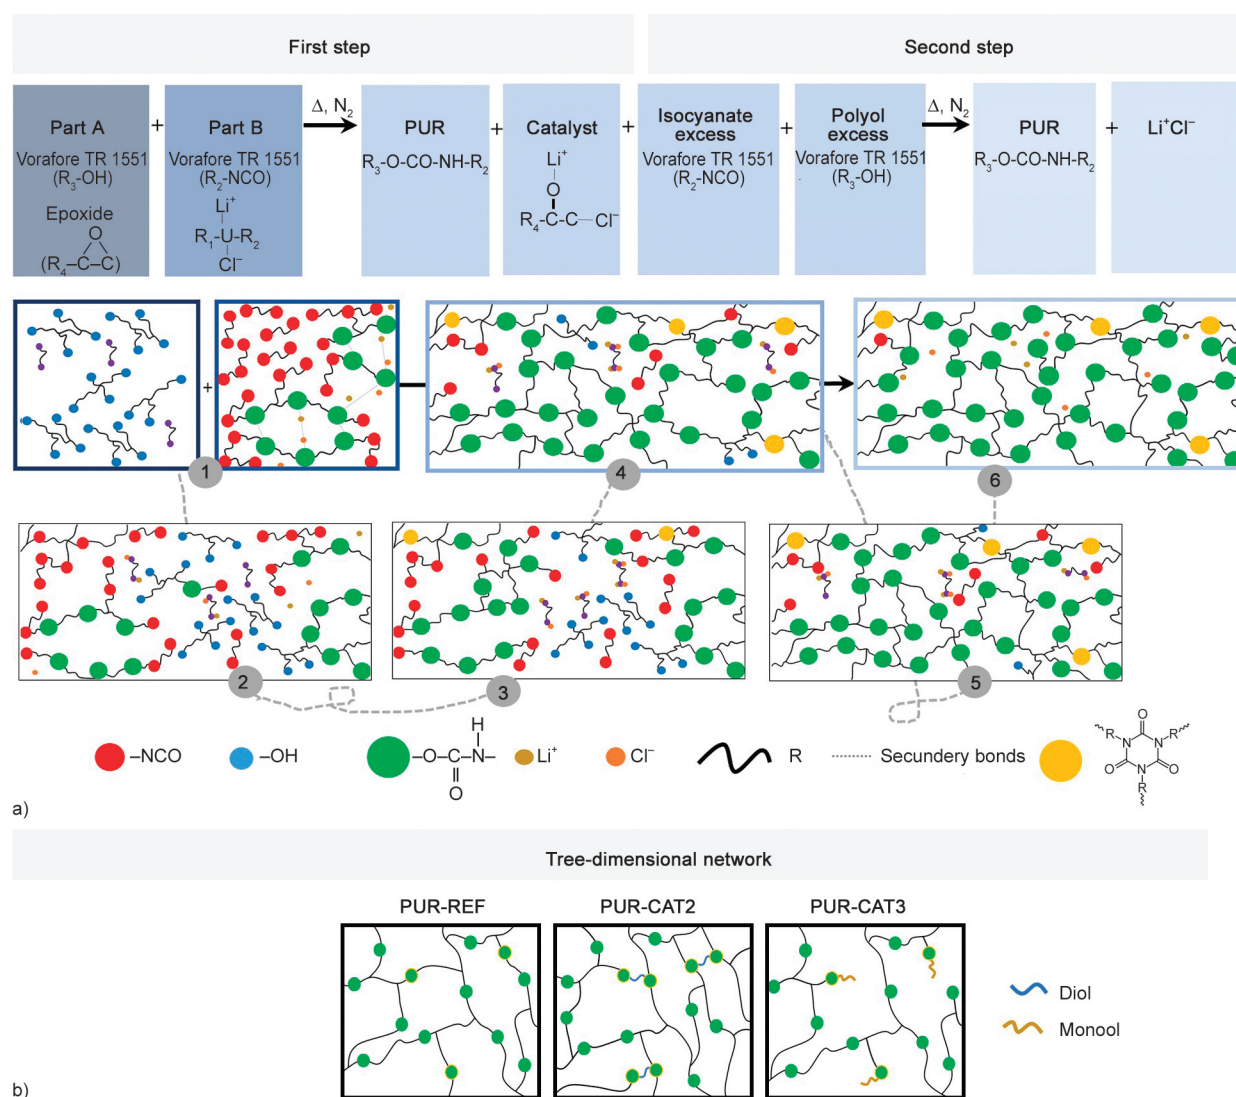 First step
Second step
Part A
Vorafore TR 1551
(R₃-OH)
Epoxide
O
(R₄–C–C)
+
Part B
Vorafore TR 1551
(R₂-NCO)
Li⁺
R₁–U–R₂
Cl⁻
Δ, N₂
PUR
R₃-O-CO-NH-R₂
+
Catalyst
Li⁺
O
R₄–C–C–Cl⁻
+
Isocyanate
excess
Vorafore TR 1551
(R₂-NCO)
+
Polyol
excess
Vorafore TR 1551
(R₃-OH)
Δ, N₂
PUR
R₃-O-CO-NH-R₂
+
Li⁺Cl⁻
+
1
4
6
2
3
5
–NCO
–OH
H
–O–C–N–
O
Li⁺
Cl⁻
R
Secundery bonds
O
R N N R
O N O
R
a)
Tree-dimensional network
PUR-REF
PUR-CAT2
PUR-CAT3
Diol
Monool
b)